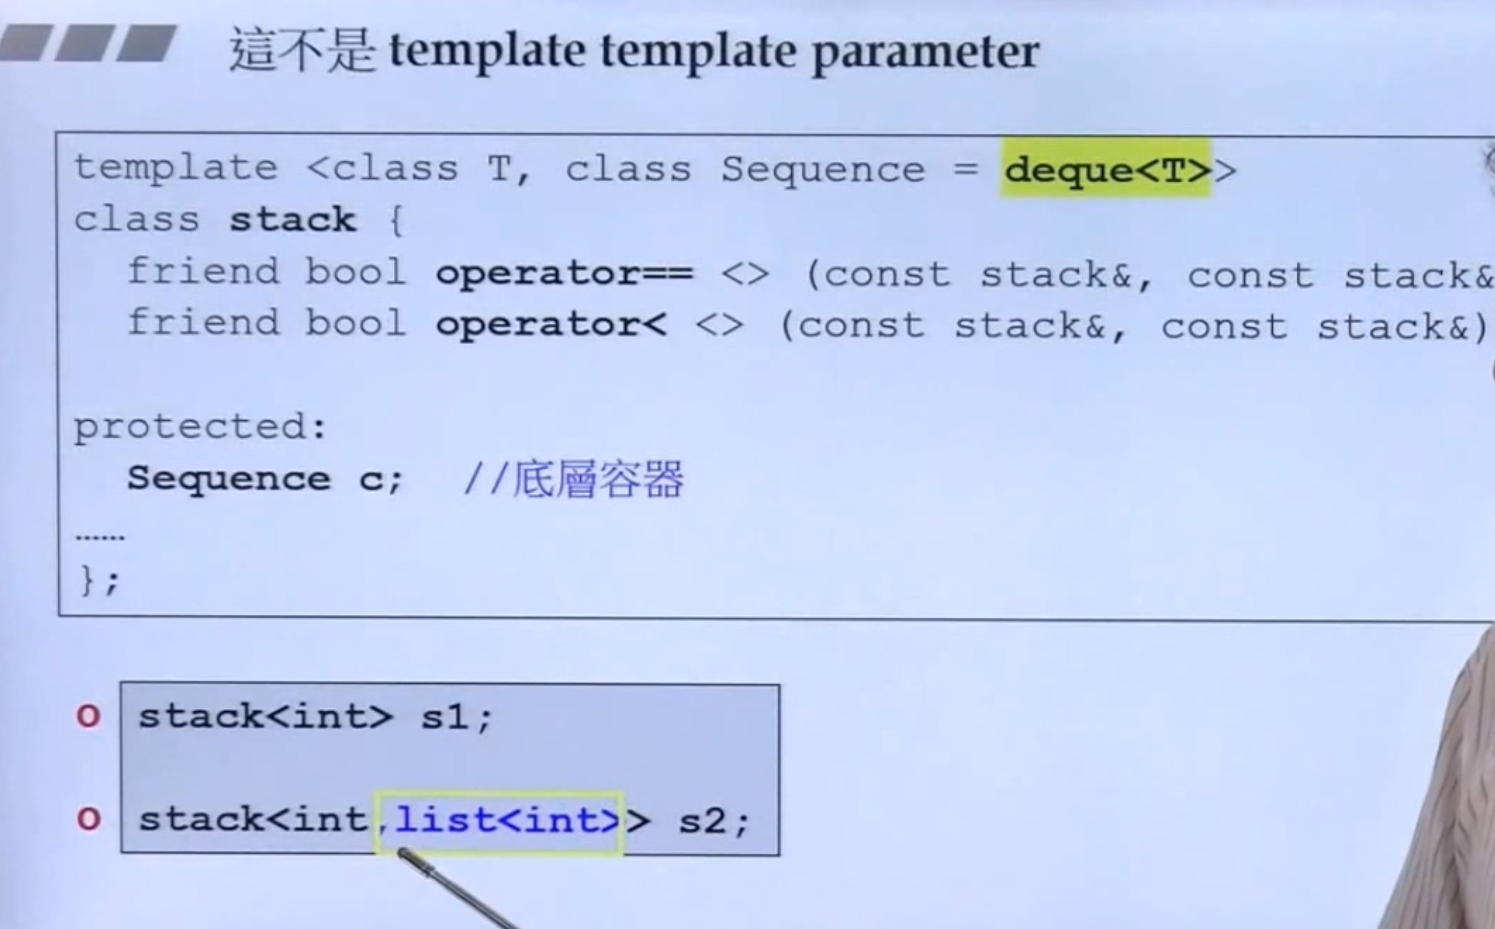 這不是 template template parameter
template <class T, class Sequence = deque<T>>
class stack {
friend bool operator== <> (const stack&, const stack&
friend bool operator< <> (const stack&, const stack&)
protected:
Sequence c; //底層容器
......
};
o stack<int> s1;
o stack<int,list<int>> s2;